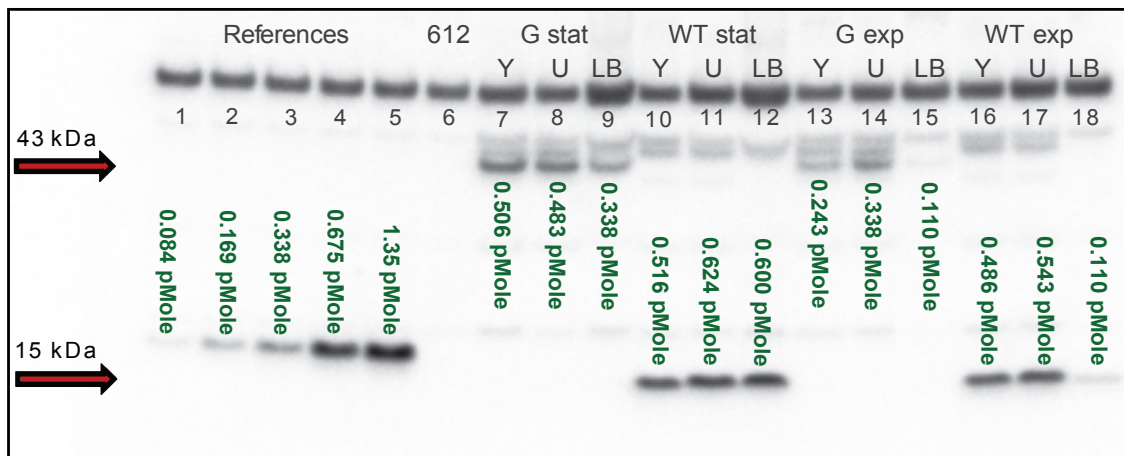 References 612 G stat WT stat G exp WT exp
Y U LB Y U LB Y U LB Y U LB
1 2 3 4 5 6 7 8 9 10 11 12 13 14 15 16 17 18
43 kDa
0.084 pMole
0.169 pMole
0.338 pMole
0.675 pMole
1.35 pMole
0.506 pMole
0.483 pMole
0.338 pMole
0.516 pMole
0.624 pMole
0.600 pMole
0.243 pMole
0.338 pMole
0.110 pMole
0.486 pMole
0.543 pMole
0.110 pMole
15 kDa